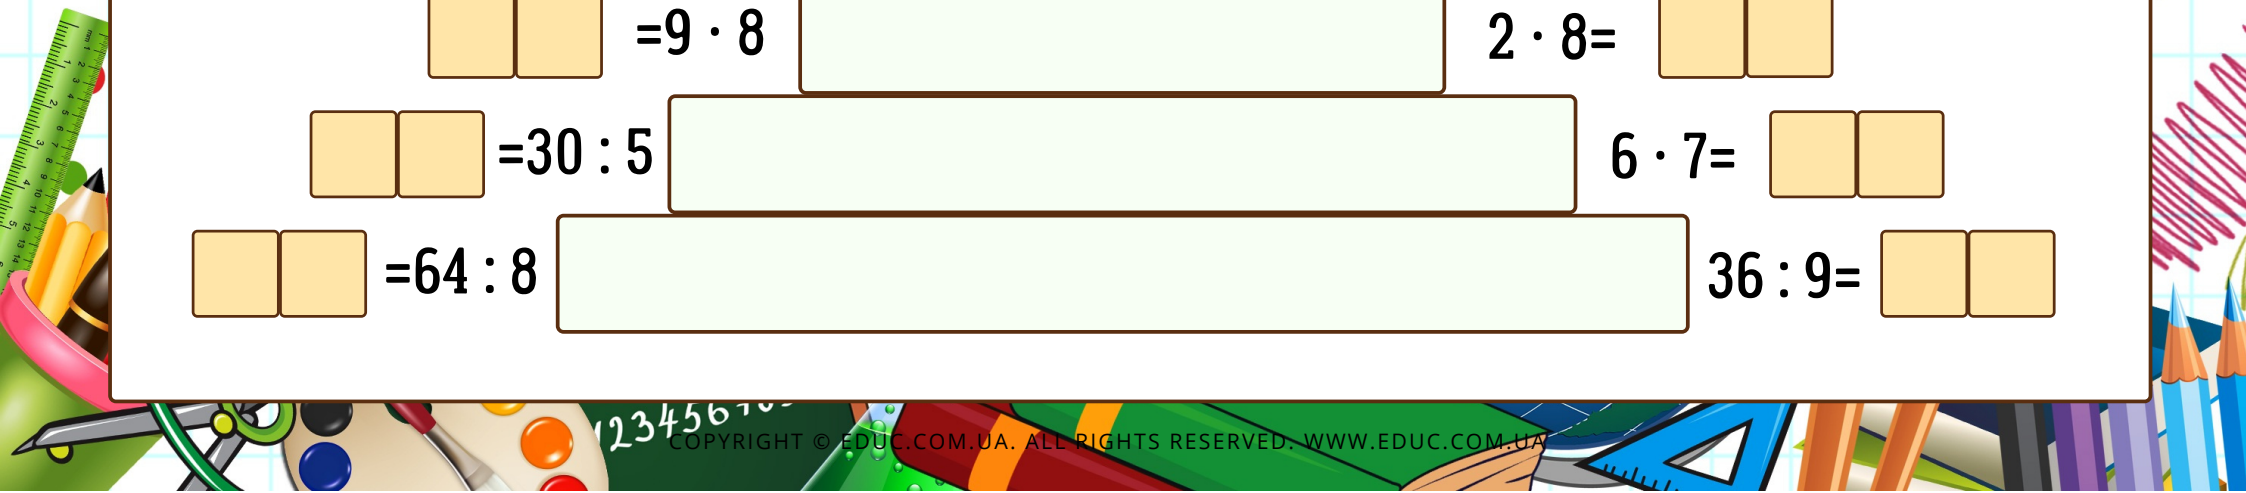 =9 · 8 2 · 8=
=30 : 5 6 · 7=
=64 : 8 36 : 9=
COPYRIGHT © EDUC.COM.UA. ALL RIGHTS RESERVED. WWW.EDUC.COM.UA